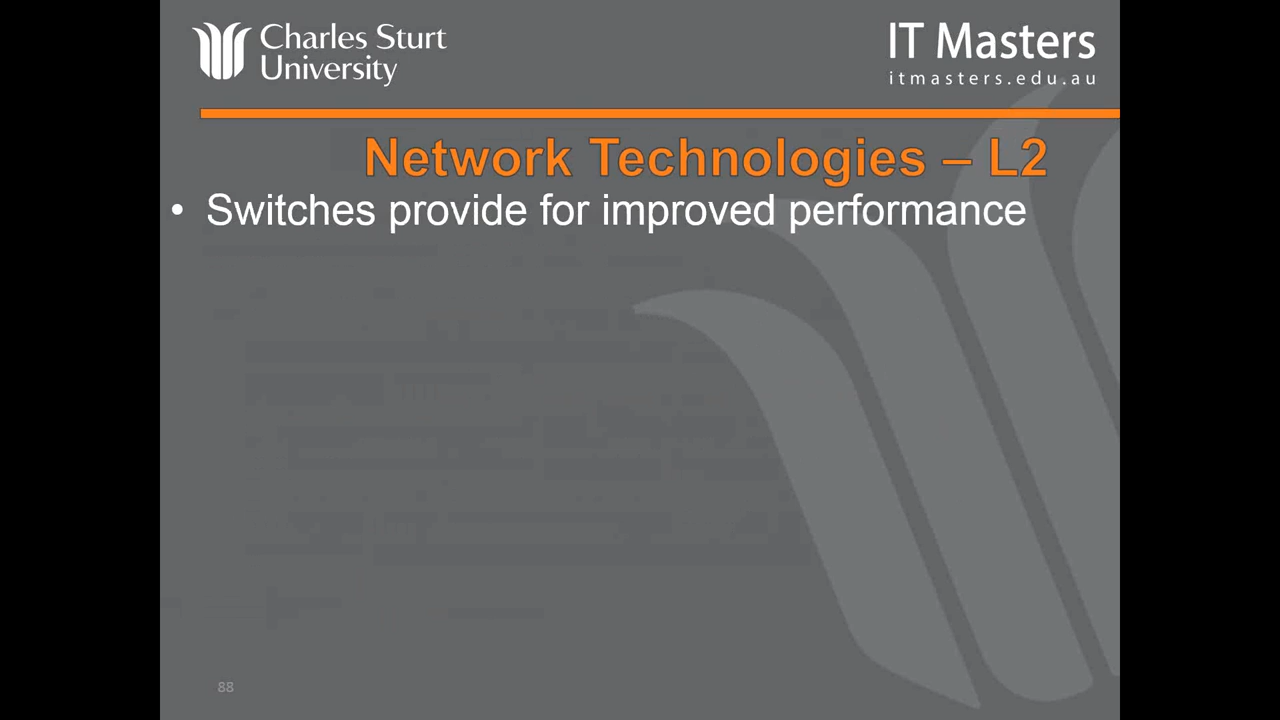 Charles Sturt
University
IT Masters
itmasters.edu.au
Network Technologies – L2
• Switches provide for improved performance
88